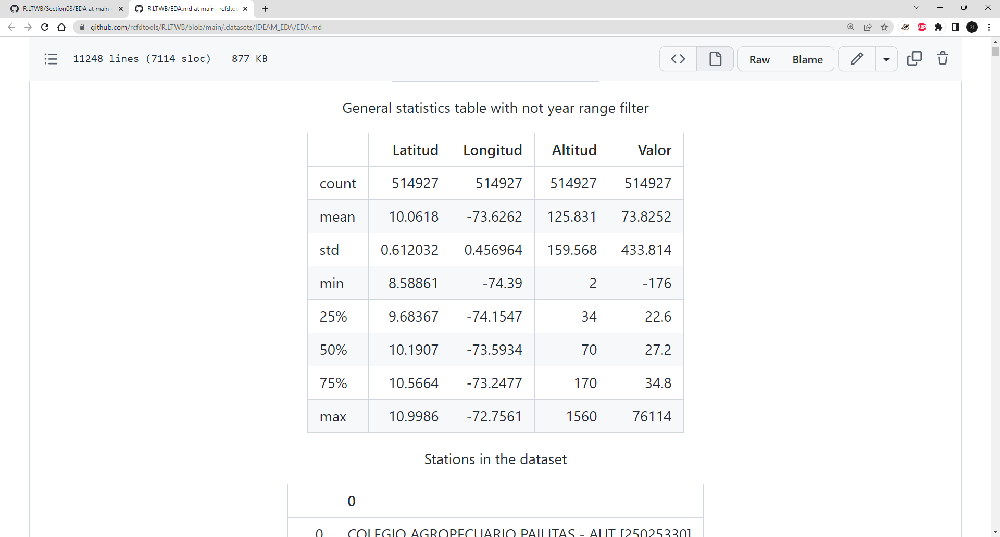 R.LTWB/Section03/EDA at main ·
R.LTWB/EDA.md at main · rcfdtoo
github.com/rcfdtools/R.LTWB/blob/main/.datasets/IDEAM_EDA/EDA.md
ABP
11248 lines (7114 sloc) 877 KB
Raw Blame
General statistics table with not year range filter
Latitud Longitud Altitud Valor
count 514927 514927 514927 514927
mean 10.0618 -73.6262 125.831 73.8252
std 0.612032 0.456964 159.568 433.814
min 8.58861 -74.39 2 -176
25% 9.68367 -74.1547 34 22.6
50% 10.1907 -73.5934 70 27.2
75% 10.5664 -73.2477 170 34.8
max 10.9986 -72.7561 1560 76114
Stations in the dataset
0
0 COLEGIO AGROPECUARIO PAILITAS - AUT [25025330]